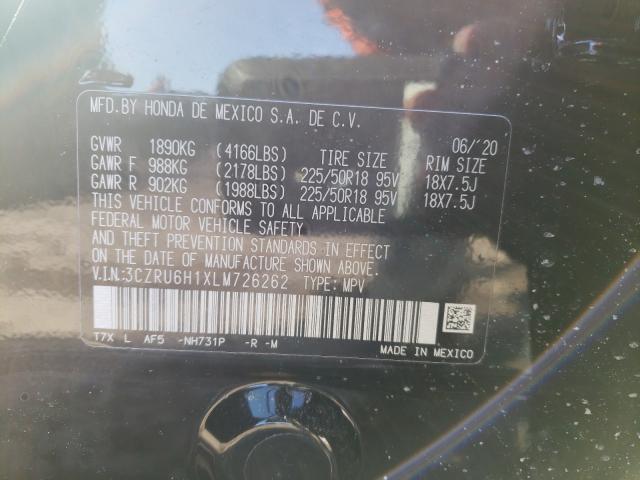 MFD.BY HONDA DE MEXICO S.A. DE C.V.
06/'20
GVWR 1890KG (4166LBS) TIRE SIZE RIM SIZE
GAWR F 988KG (2178LBS) 225/50R18 95V 18X7.5J
GAWR R 902KG (1988LBS) 225/50R18 95V 18X7.5J
THIS VEHICLE CONFORMS TO ALL APPLICABLE
FEDERAL MOTOR VEHICLE SAFETY
AND THEFT PREVENTION STANDARDS IN EFFECT
ON THE DATE OF MANUFACTURE SHOWN ABOVE.
V.I.N:3CZRU6H1XLM726262 TYPE: MPV
T7X L AF5 -NH731P -R -M
MADE IN MEXICO